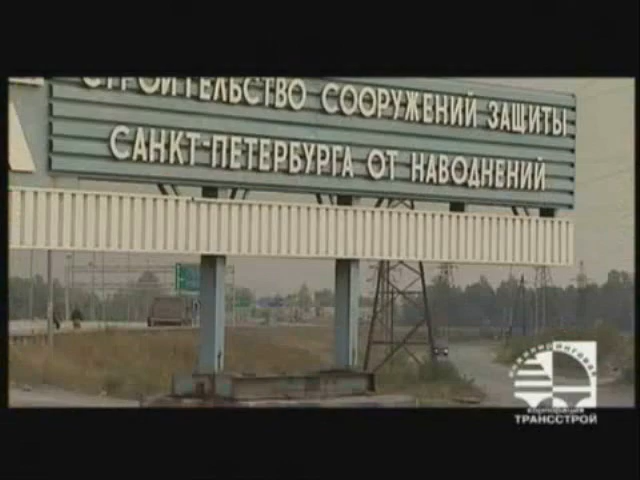 СТРОИТЕЛЬСТВО СООРУЖЕНИЙ ЗАЩИТЫ
САНКТ-ПЕТЕРБУРГА ОТ НАВОДНЕНИЙ
КОРПОРАЦИЯ
ТРАНССТРОЙ